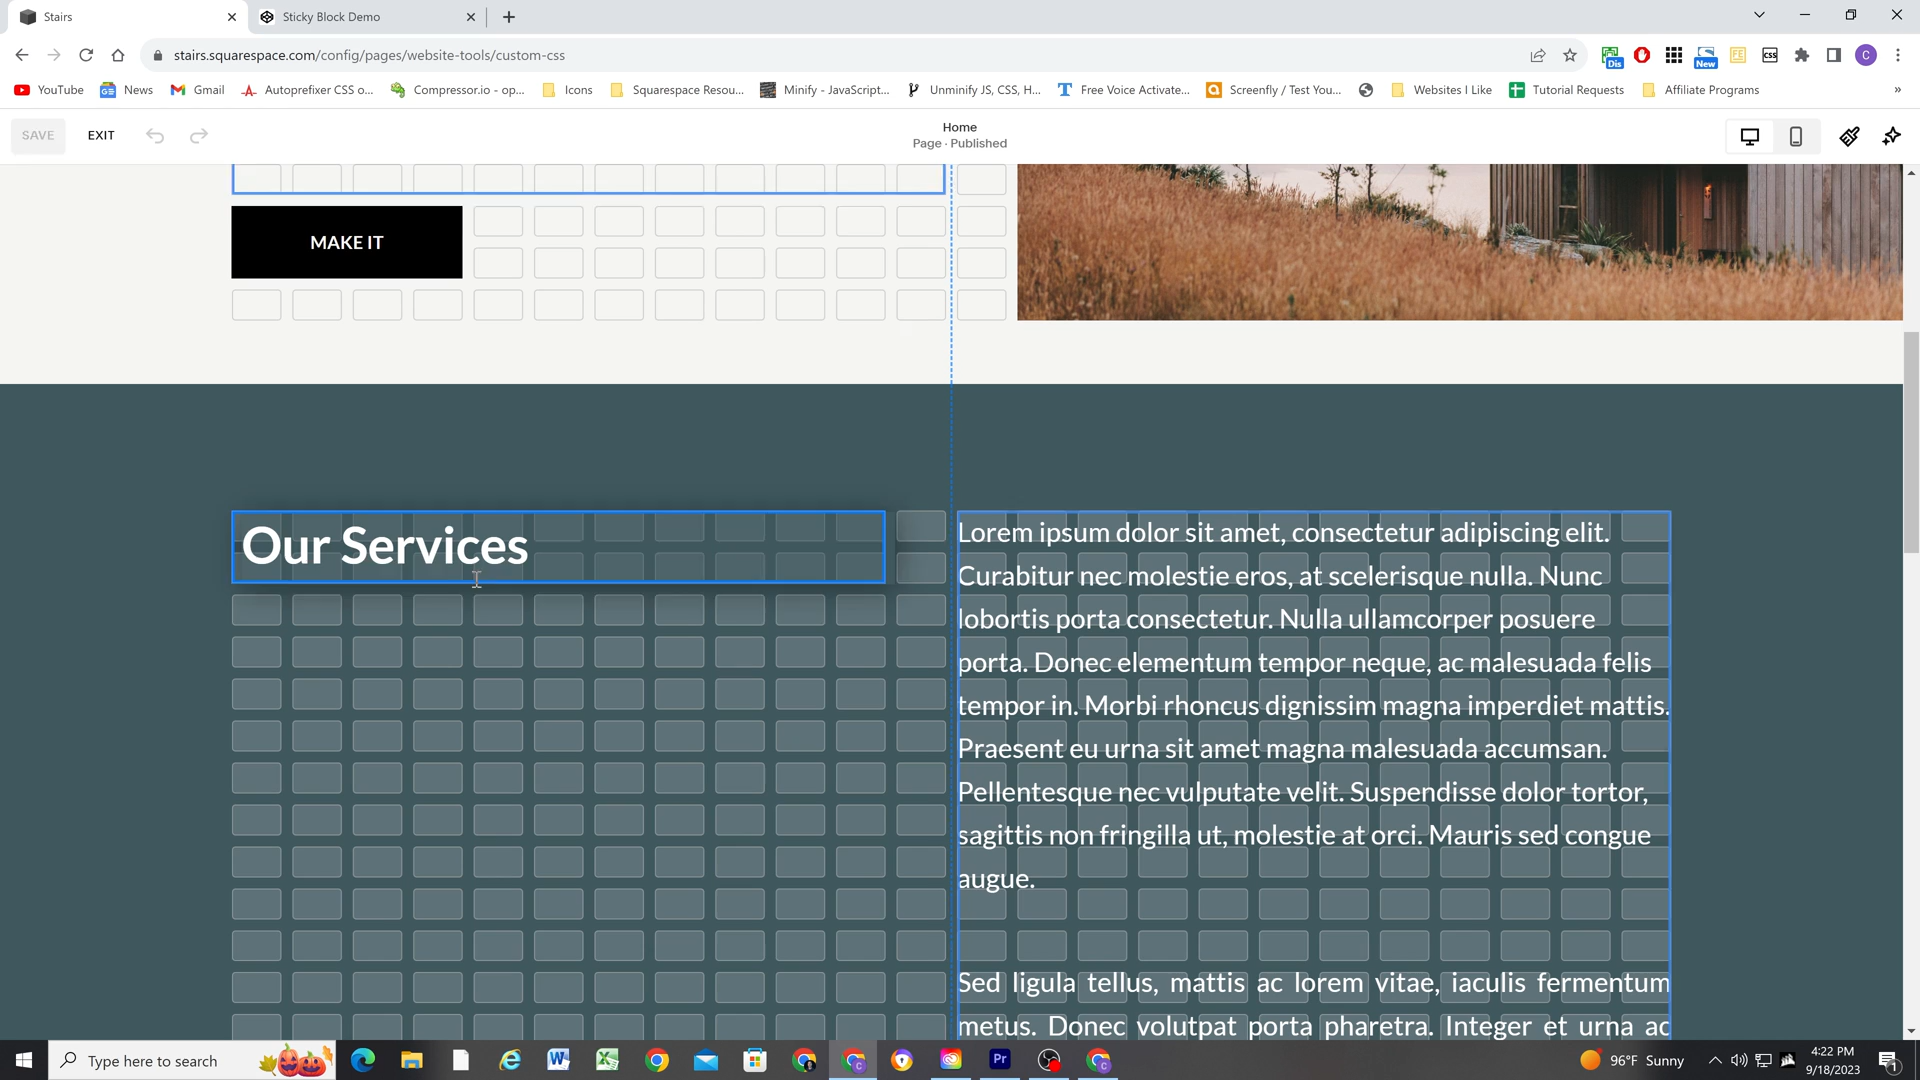 Stairs
Sticky Block Demo
stairs.squarespace.com/config/pages/website-tools/custom-css
Dis
New
FE
CSS
C
YouTube
News
Gmail
Autoprefixer CSS o...
Compressor.io - op...
Icons
Squarespace Resou...
Minify - JavaScript...
Unminify JS, CSS, H...
Free Voice Activate...
Screenfly / Test You...
Websites I Like
Tutorial Requests
Affiliate Programs
»
SAVE
EXIT
Home
Page · Published
MAKE IT
Our Services
Lorem ipsum dolor sit amet, consectetur adipiscing elit.
Curabitur nec molestie eros, at scelerisque nulla. Nunc
lobortis porta consectetur. Nulla ullamcorper posuere
porta. Donec elementum tempor neque, ac malesuada felis
tempor in. Morbi rhoncus dignissim magna imperdiet mattis.
Praesent eu urna sit amet magna malesuada accumsan.
Pellentesque nec vulputate velit. Suspendisse dolor tortor,
sagittis non fringilla ut, molestie at orci. Mauris sed congue
augue.
Sed ligula tellus, mattis ac lorem vitae, iaculis fermentum
metus. Donec volutpat porta pharetra. Integer et urna ac
Type here to search
Pr
96°F Sunny
4:22 PM
9/18/2023
1